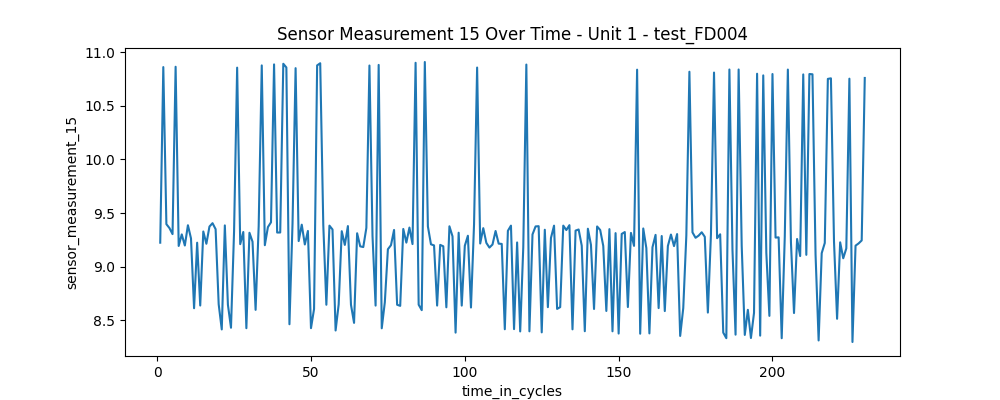 Sensor Measurement 15 Over Time - Unit 1 - test_FD004
11.0
10.5
10.0
9.5
9.0
8.5
sensor_measurement_15
0 50 100 150 200
time_in_cycles